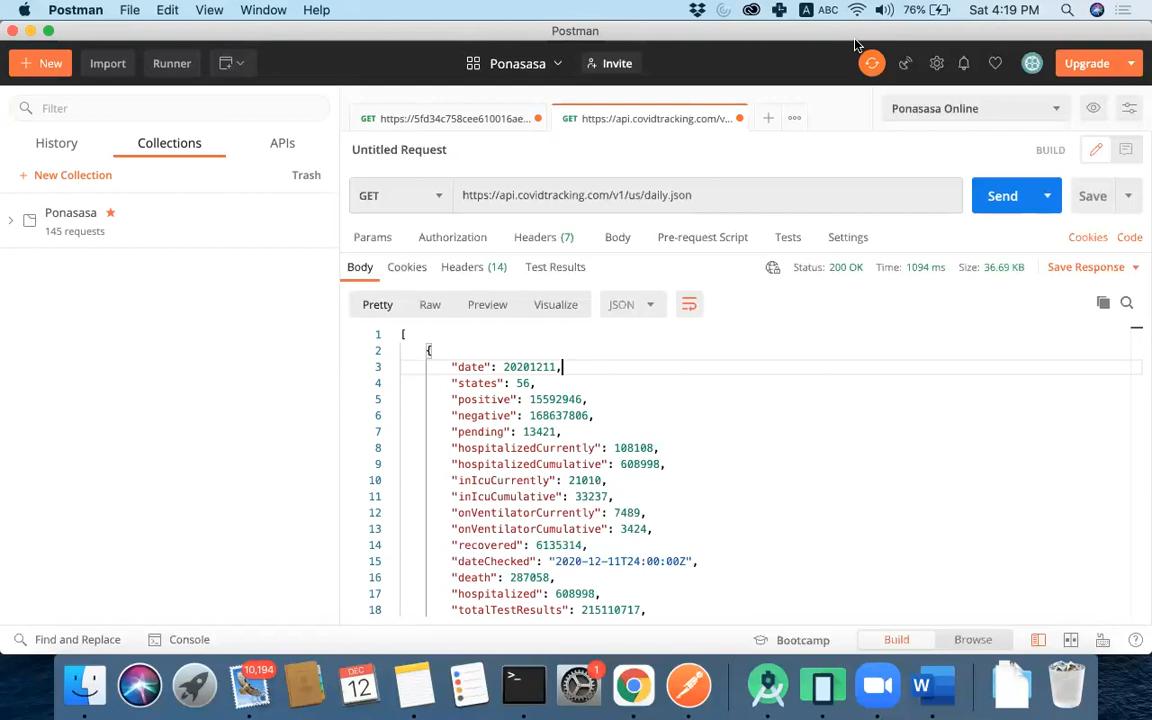 Postman File Edit View Window Help A ABC 76% Sat 4:19 PM
Postman
+ New Import Runner Ponasasa Invite Upgrade
Filter
GET https://5fd34c758cee610016ae... GET https://api.covidtracking.com/v... + Ponasasa Online
History Collections APIs
Untitled Request BUILD
+ New Collection Trash
GET https://api.covidtracking.com/v1/us/daily.json Send Save
Ponasasa
145 requests
Params Authorization Headers (7) Body Pre-request Script Tests Settings Cookies Code
Body Cookies Headers (14) Test Results Status: 200 OK Time: 1094 ms Size: 36.69 KB Save Response
Pretty Raw Preview Visualize JSON
1 [
2 {
3 "date": 20201211,
4 "states": 56,
5 "positive": 15592946,
6 "negative": 168637806,
7 "pending": 13421,
8 "hospitalizedCurrently": 108108,
9 "hospitalizedCumulative": 608998,
10 "inIcuCurrently": 21010,
11 "inIcuCumulative": 33237,
12 "onVentilatorCurrently": 7489,
13 "onVentilatorCumulative": 3424,
14 "recovered": 6135314,
15 "dateChecked": "2020-12-11T24:00:00Z",
16 "death": 287058,
17 "hospitalized": 608998,
18 "totalTestResults": 215110717,
Find and Replace Console Bootcamp Build Browse
10,194
DEC
12
>_
1
W